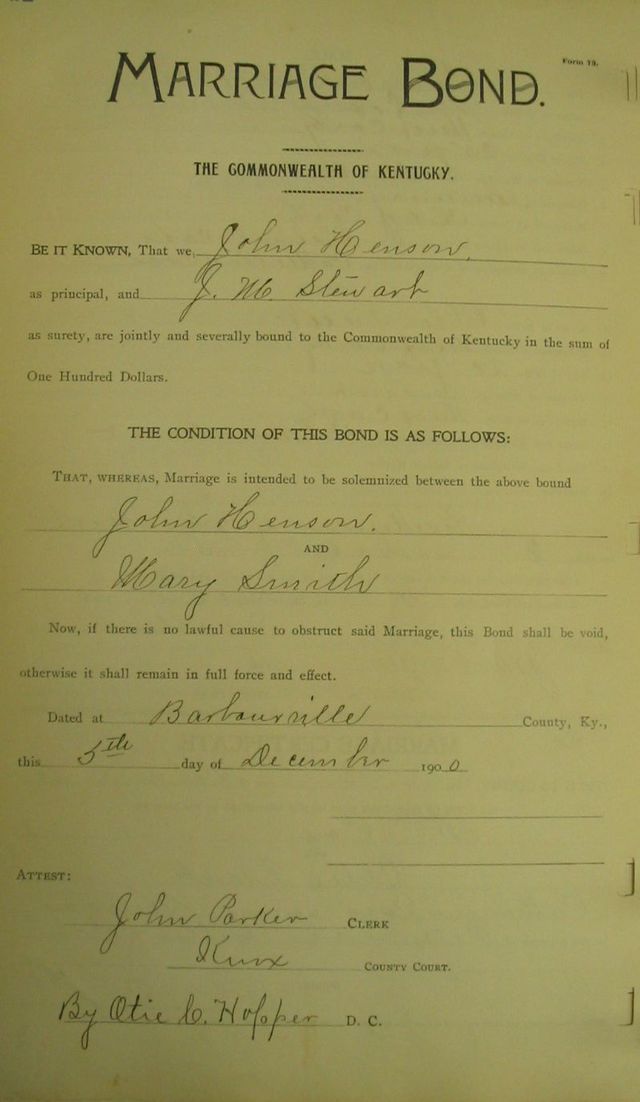 Form 19.
MARRIAGE BOND.
THE COMMONWEALTH OF KENTUCKY.
BE IT KNOWN, That we, John Henson,
as principal, and J. M Stewart
as surety, are jointly and severally bound to the Commonwealth of Kentucky in the sum of
One Hundred Dollars.
THE CONDITION OF THIS BOND IS AS FOLLOWS:
THAT, WHEREAS, Marriage is intended to be solemnized between the above bound
John Henson.
AND
Mary Smith
Now, if there is no lawful cause to obstruct said Marriage, this Bond shall be void,
otherwise it shall remain in full force and effect.
Dated at Barbourville County, Ky.,
this 5th day of December 1900
ATTEST:
John Parker CLERK
Knox COUNTY COURT.
By Otie C. Hopper D. C.